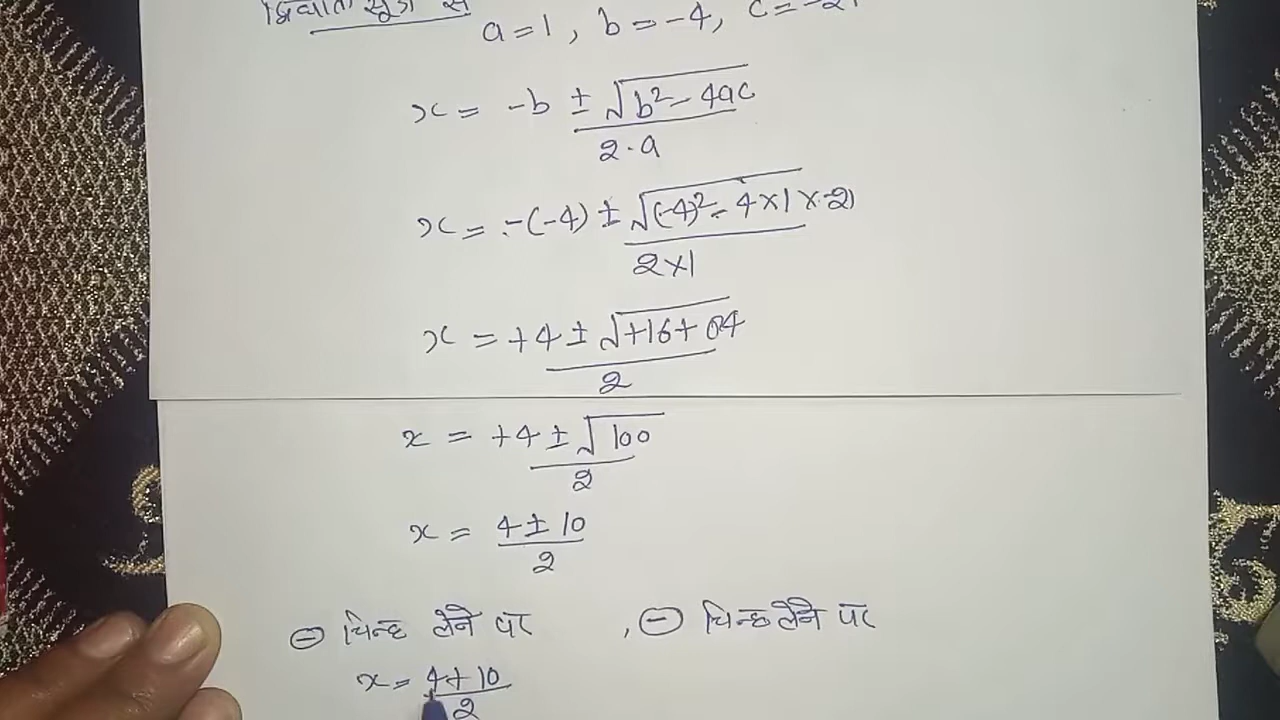 द्विघात सूत्र से
a=1, b=-4, c=-21
x = -b ± √b²-4ac
2·a
x = -(-4) ± √(-4)²-4×1×-21
2×1
x = +4 ± √+16+84
2
x = +4 ± √100
2
x = 4±10
2
⊖ चिन्ह लेने पर , ⊖ चिन्ह लेने पर
x = 4+10
2